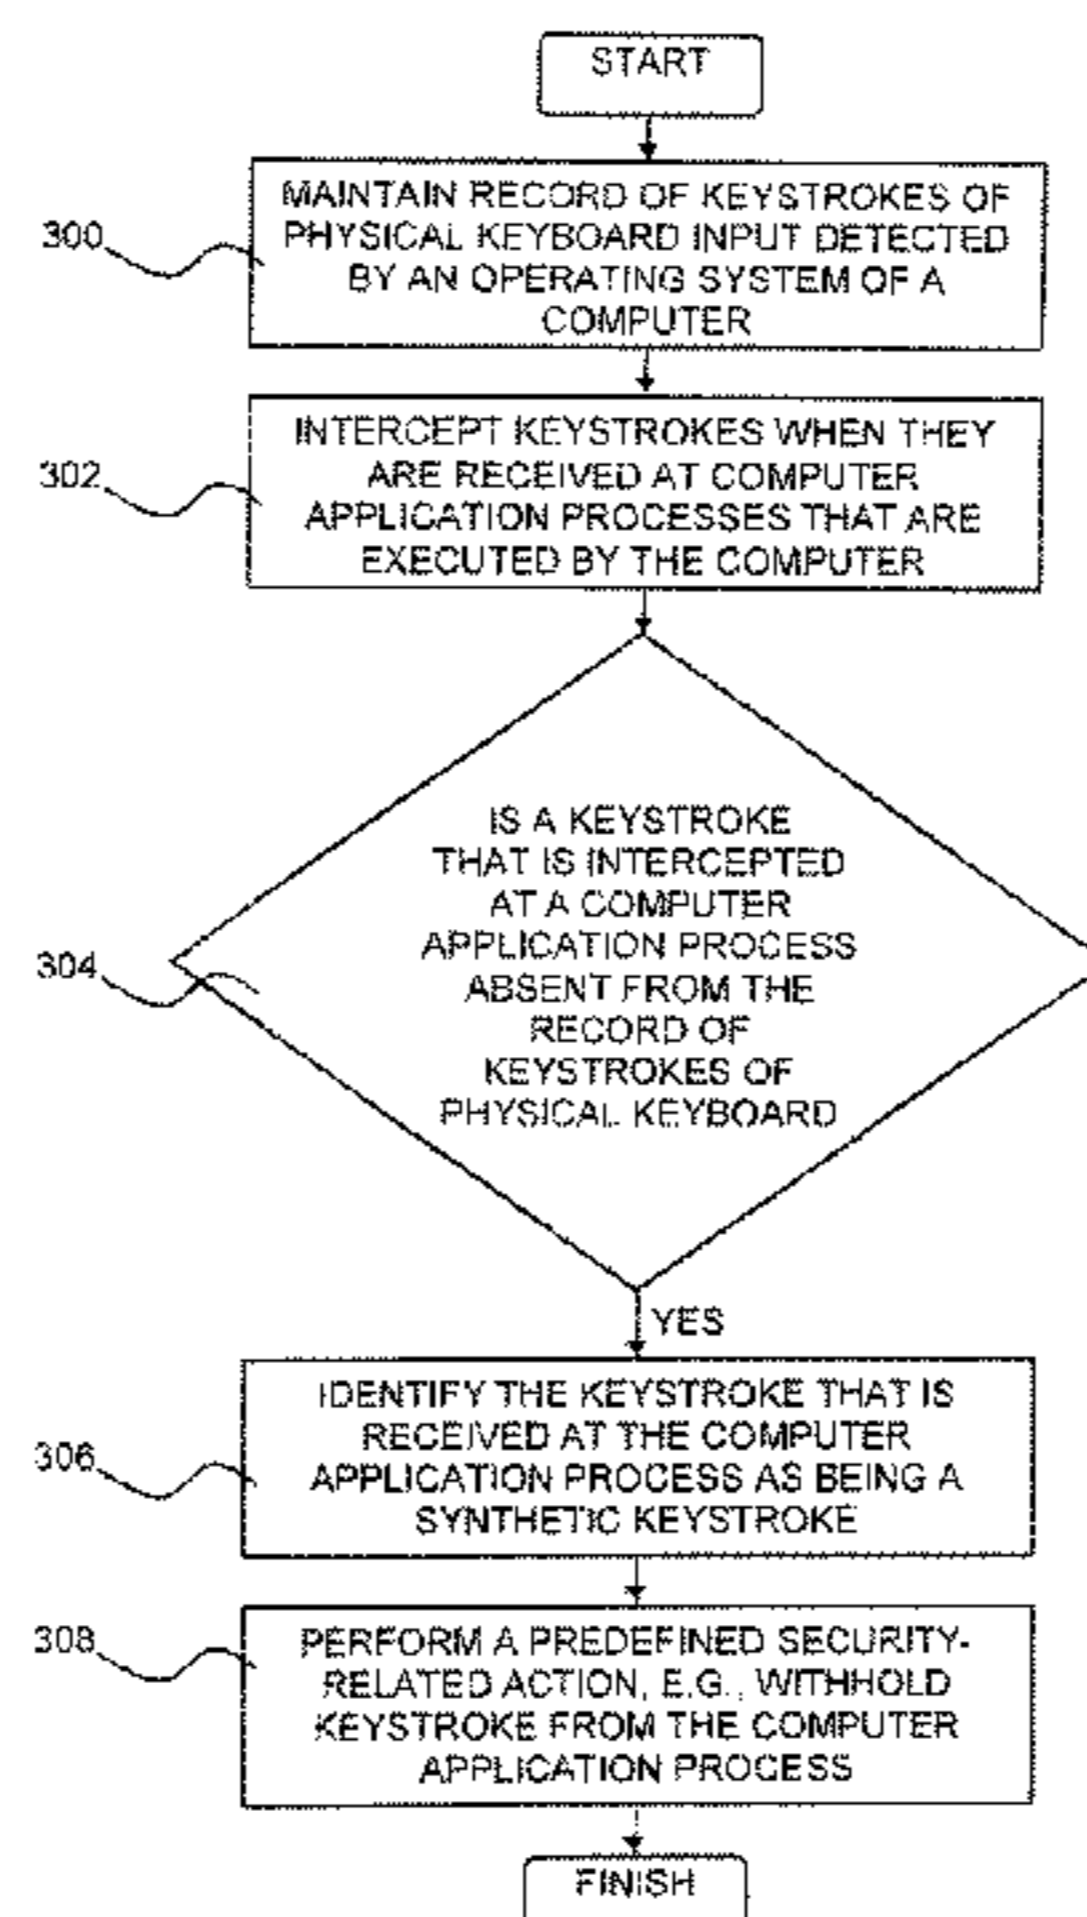 START
300
MAINTAIN RECORD OF KEYSTROKES OF
PHYSICAL KEYBOARD INPUT DETECTED
BY AN OPERATING SYSTEM OF A
COMPUTER
302
INTERCEPT KEYSTROKES WHEN THEY
ARE RECEIVED AT COMPUTER
APPLICATION PROCESSES THAT ARE
EXECUTED BY THE COMPUTER
304
IS A KEYSTROKE
THAT IS INTERCEPTED
AT A COMPUTER
APPLICATION PROCESS
ABSENT FROM THE
RECORD OF
KEYSTROKES OF
PHYSICAL KEYBOARD
YES
306
IDENTIFY THE KEYSTROKE THAT IS
RECEIVED AT THE COMPUTER
APPLICATION PROCESS AS BEING A
SYNTHETIC KEYSTROKE
308
PERFORM A PREDEFINED SECURITY-
RELATED ACTION, E.G., WITHHOLD
KEYSTROKE FROM THE COMPUTER
APPLICATION PROCESS
FINISH